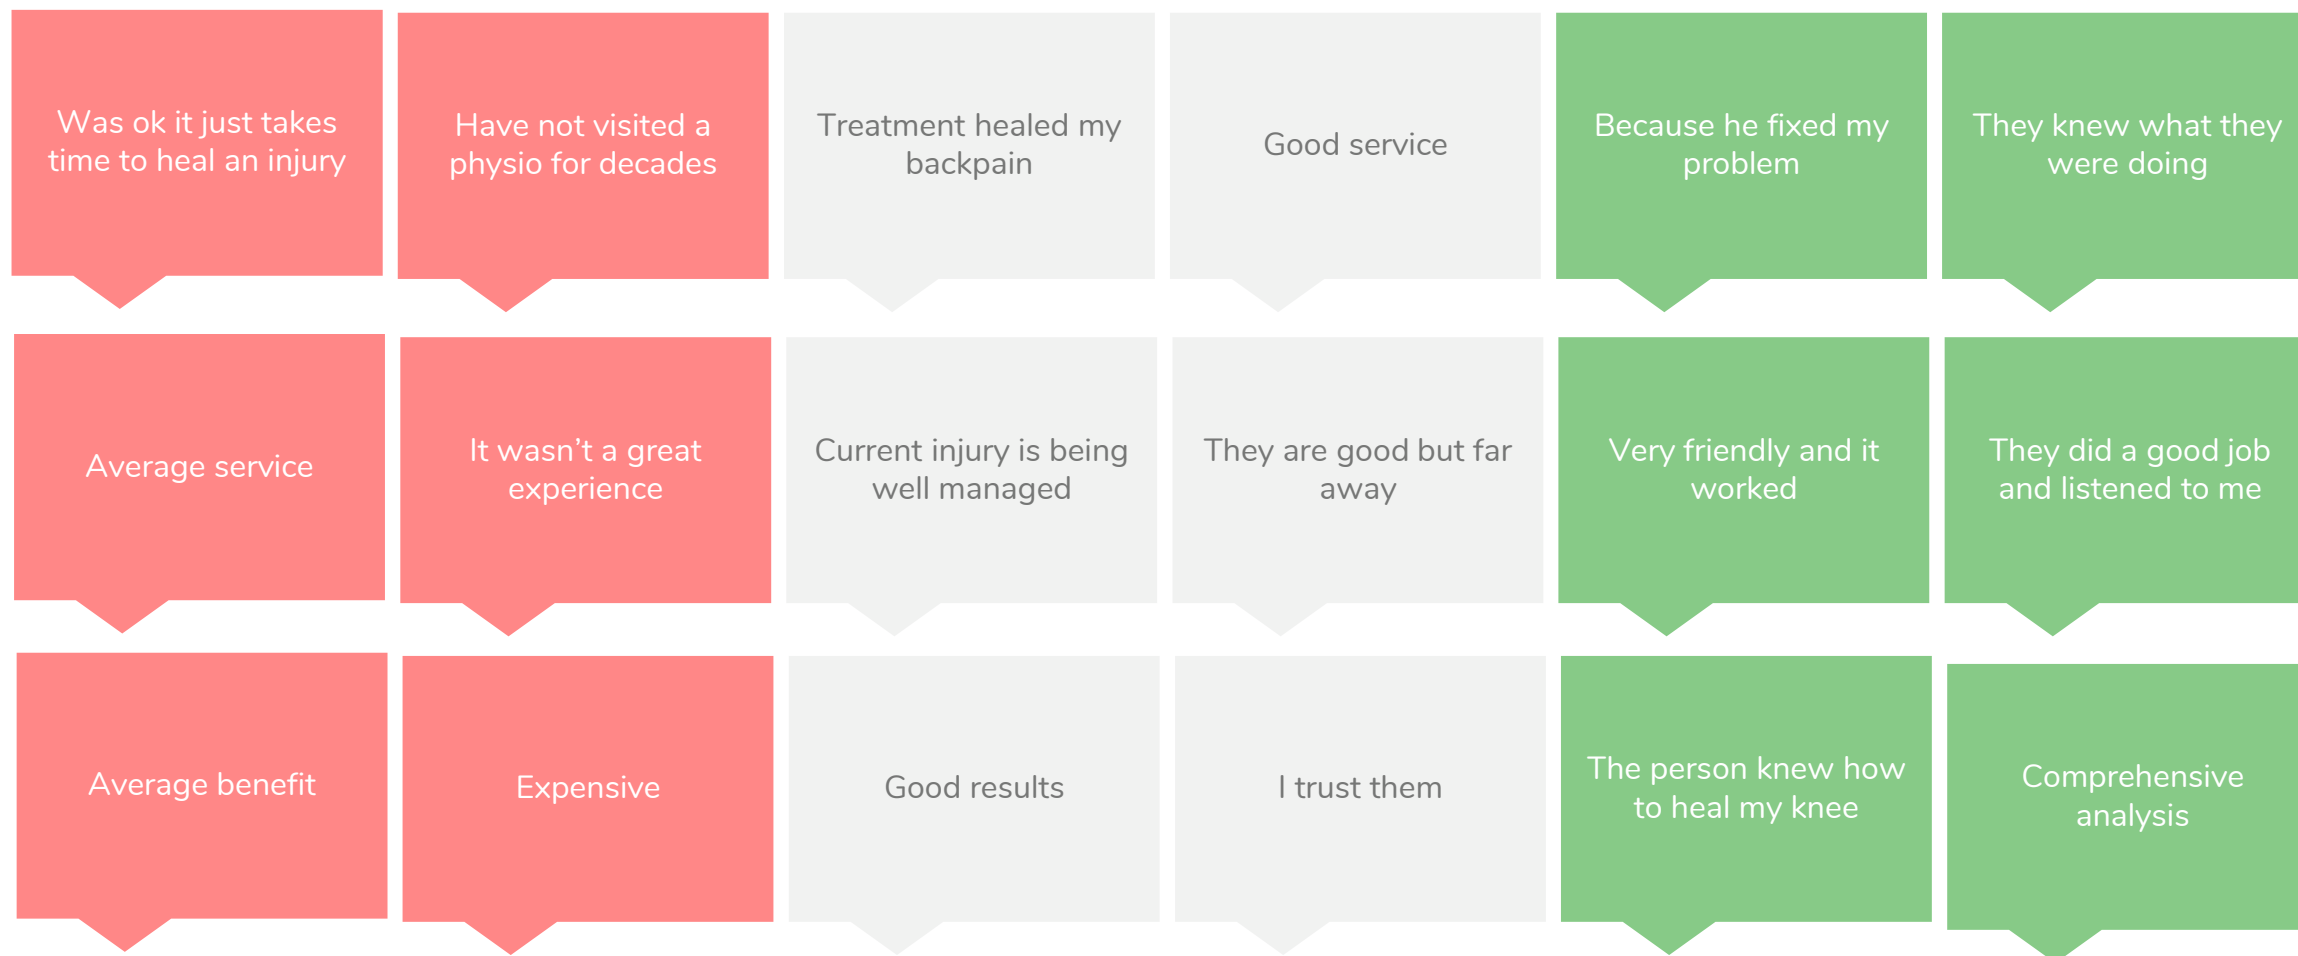 Was ok it just takes
time to heal an injury
Have not visited a
physio for decades
Treatment healed my
backpain
Good service
Because he fixed my
problem
They knew what they
were doing
Average service
It wasn’t a great
experience
Current injury is being
well managed
They are good but far
away
Very friendly and it
worked
They did a good job
and listened to me
Average benefit
Expensive
Good results
I trust them
The person knew how
to heal my knee
Comprehensive
analysis